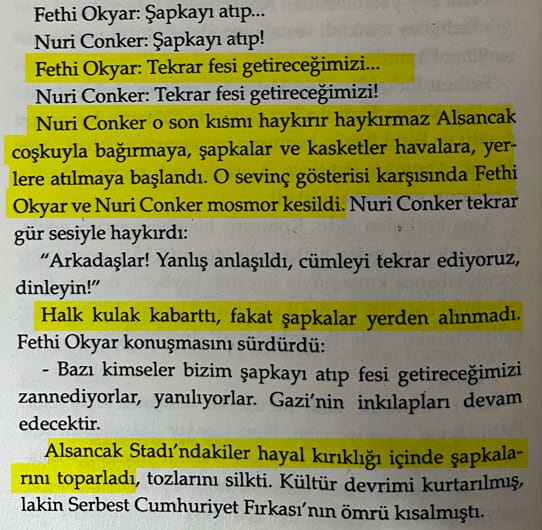 Fethi Okyar: Şapkayı atıp...
Nuri Conker: Şapkayı atıp!
Fethi Okyar: Tekrar fesi getireceğimizi...
Nuri Conker: Tekrar fesi getireceğimizi!
Nuri Conker o son kısmı haykırır haykırmaz Alsancak
coşkuyla bağırmaya, şapkalar ve kasketler havalara, yer-
lere atılmaya başlandı. O sevinç gösterisi karşısında Fethi
Okyar ve Nuri Conker mosmor kesildi. Nuri Conker tekrar
gür sesiyle haykırdı:
"Arkadaşlar! Yanlış anlaşıldı, cümleyi tekrar ediyoruz,
dinleyin!"
Halk kulak kabarttı, fakat şapkalar yerden alınmadı.
Fethi Okyar konuşmasını sürdürdü:
- Bazı kimseler bizim şapkayı atıp fesi getireceğimizi
zannediyorlar, yanılıyorlar. Gazi'nin inkılapları devam
edecektir.
Alsancak Stadı'ndakiler hayal kırıklığı içinde şapkala-
rını toparladı, tozlarını silkti. Kültür devrimi kurtarılmış,
lakin Serbest Cumhuriyet Fırkası'nın ömrü kısalmıştı.